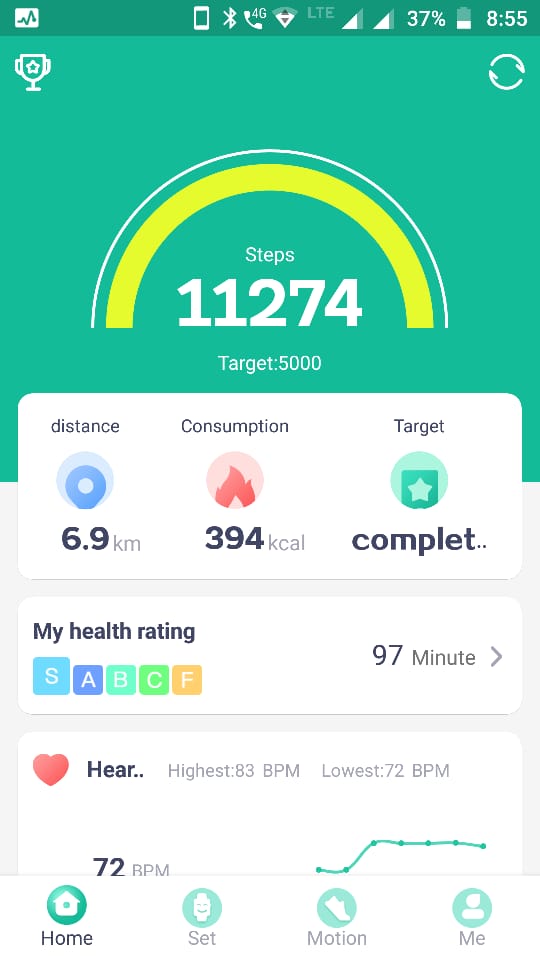 4G LTE 37% 8:55
Steps
11274
Target:5000
distance Consumption Target
6.9 km 394 kcal complet..
My health rating
S A B C F
97 Minute
Hear.. Highest:83 BPM Lowest:72 BPM
72 BPM
Home Set Motion Me